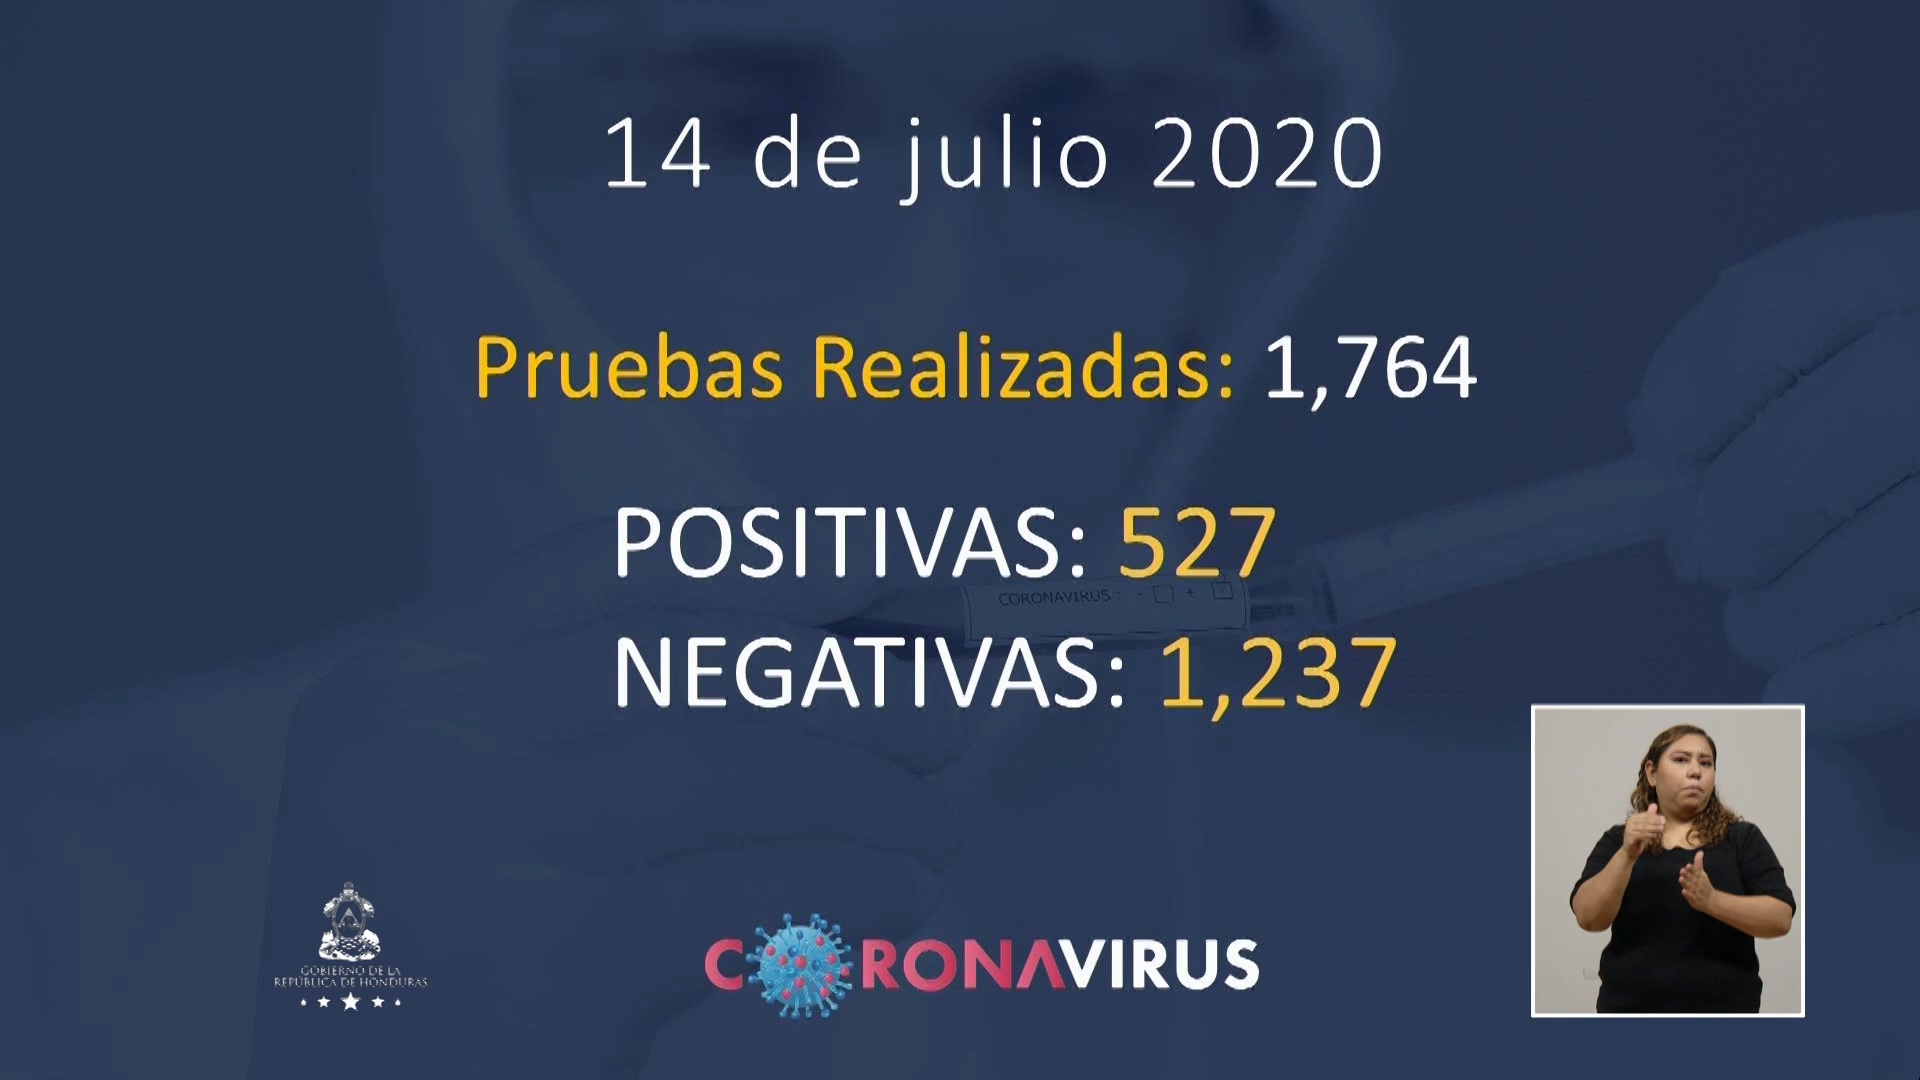 14 de julio 2020
Pruebas Realizadas: 1,764
POSITIVAS: 527
CORONAVIRUS: - +
NEGATIVAS: 1,237
GOBIERNO DE LA
REPÚBLICA DE HONDURAS
CORONAVIRUS